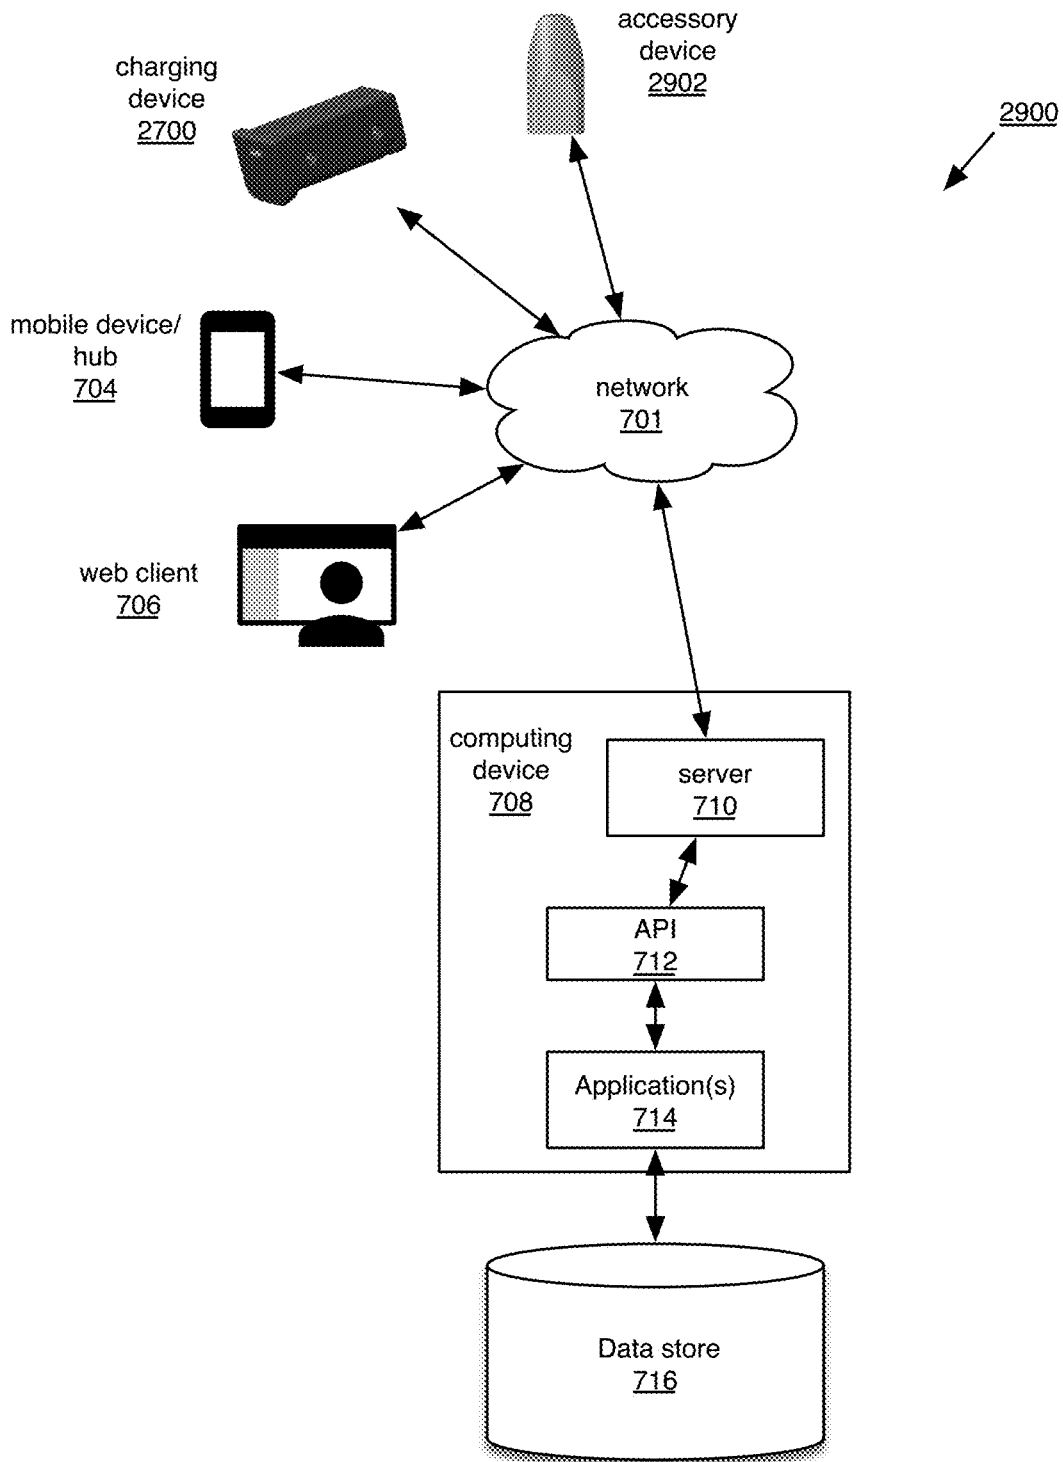 accessory
device
2902
charging
device
2700
2900
mobile device/
hub
704
network
701
web client
706
computing
device
708
server
710
API
712
Application(s)
714
Data store
716